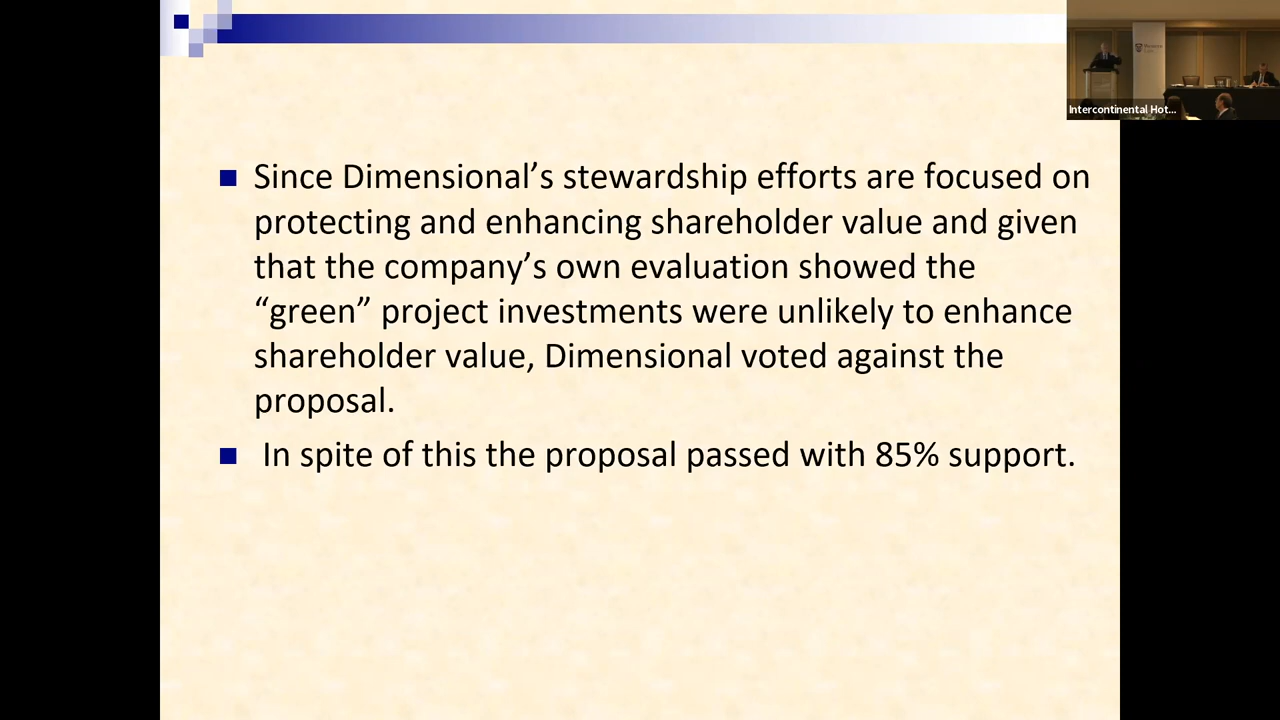 Since Dimensional’s stewardship efforts are focused on
protecting and enhancing shareholder value and given
that the company’s own evaluation showed the
“green” project investments were unlikely to enhance
shareholder value, Dimensional voted against the
proposal.
In spite of this the proposal passed with 85% support.
Intercontinental Hot...